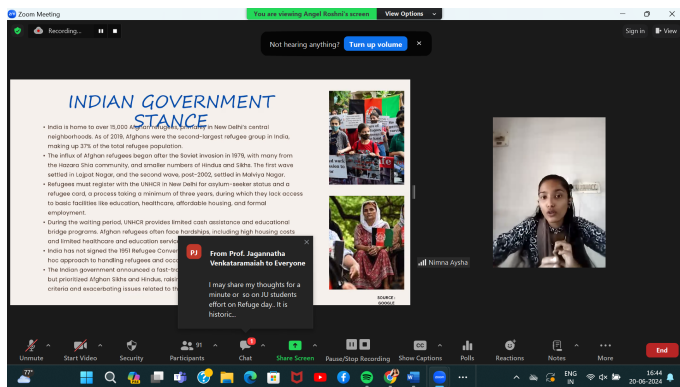 Zoom Meeting
You are viewing Angel Roshni's screen
View Options
Recording...
Sign in
View
Not hearing anything?
Turn up volume
INDIAN GOVERNMENT
STANCE
India is home to over 15,000 Afghan refugees, primarily in New Delhi's central
neighborhoods. As of 2019, Afghans were the second-largest refugee group in India,
making up 37% of the total refugee population.
The influx of Afghan refugees began after the Soviet invasion in 1979, with many from
the Hazara Shia community, and smaller numbers of Hindus and Sikhs. The first wave
settled in Lajpat Nagar, and the second wave, post-2002, settled in Malviya Nagar.
Refugees must register with the UNHCR in New Delhi for asylum-seeker status and a
refugee card, a process taking a minimum of three years, during which they lack access
to basic facilities like education, healthcare, affordable housing, and formal
employment.
During the waiting period, UNHCR provides limited cash assistance and educational
bridge programs. Afghan refugees often face hardships, including high housing costs
and limited healthcare and education servic
India has not signed the 1951 Refugee Conven
hoc approach to handling refugees and occa
The Indian government announced a fast-tra
but prioritized Afghan Sikhs and Hindus, raisin
criteria and exacerbating issues related to th
SOURCE:
GOOGLE
PJ
From Prof. Jagannatha
Venkataramaiah to Everyone
I may share my thoughts for a
minute or so on JU students
effort on Refuge day.. It is
historic...
Nimna Aysha
Unmute
Start Video
Security
Participants
91
Chat
1
Share Screen
Pause/Stop Recording
Show Captions
Polls
Reactions
Notes
More
End
77°
ENG
IN
16:44
20-06-2024